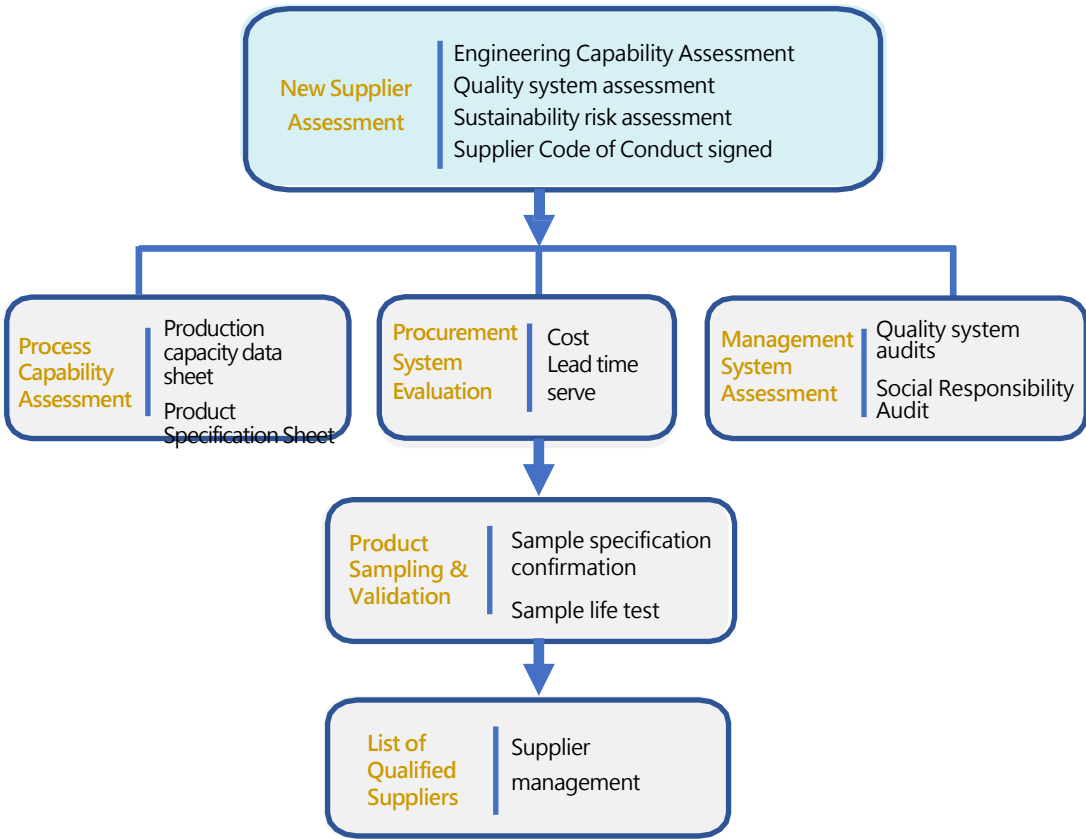 New Supplier
Assessment
Engineering Capability Assessment
Quality system assessment
Sustainability risk assessment
Supplier Code of Conduct signed
Process
Capability
Assessment
Production
capacity data
sheet
Product
Specification Sheet
Procurement
System
Evaluation
Cost
Lead time
serve
Management
System
Assessment
Quality system
audits
Social Responsibility
Audit
Product
Sampling &
Validation
Sample specification
confirmation
Sample life test
List of
Qualified
Suppliers
Supplier
management